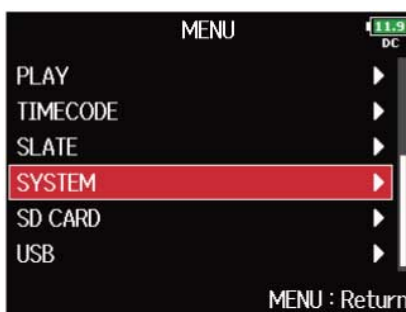 MENU
11.9
DC
PLAY
TIMECODE
SLATE
SYSTEM
SD CARD
USB
MENU : Return